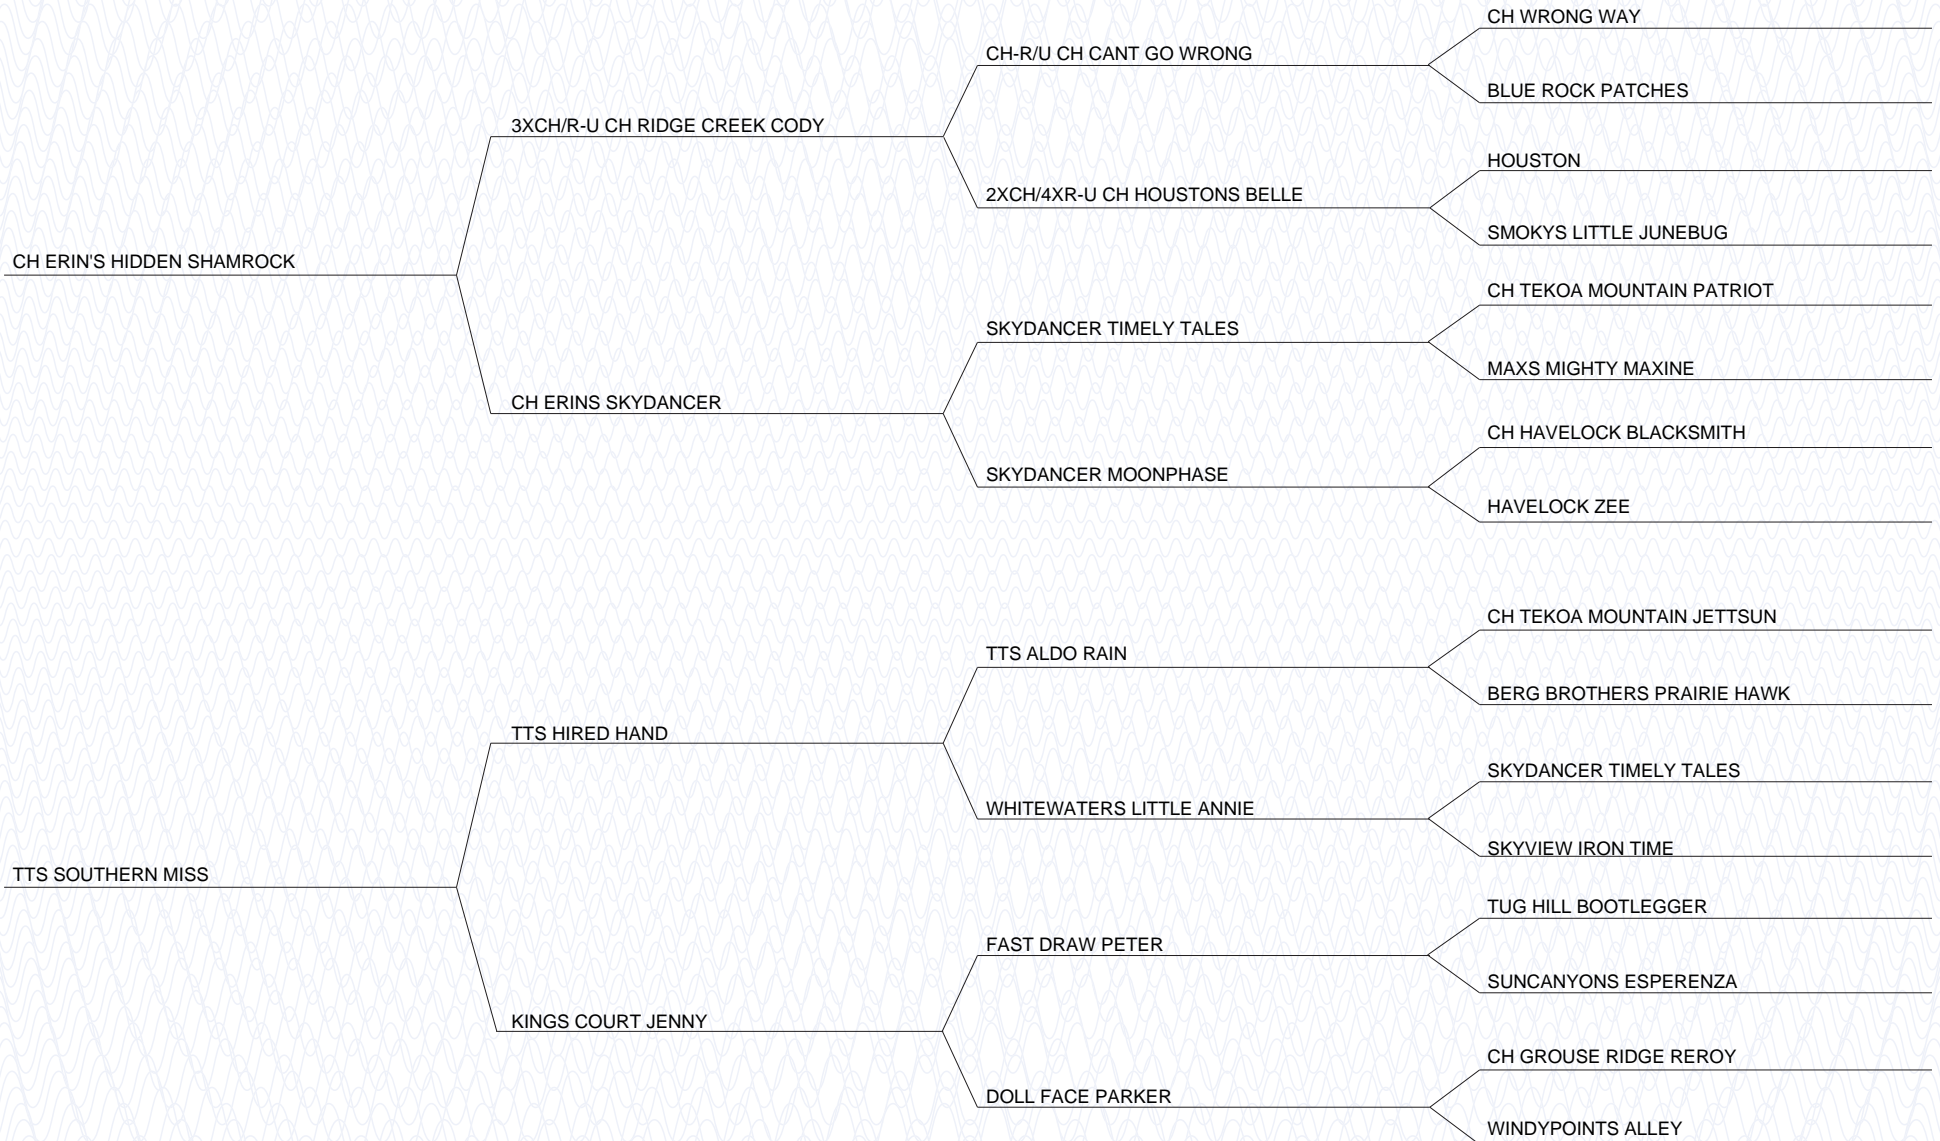 CH WRONG WAY
CH-R/U CH CANT GO WRONG
BLUE ROCK PATCHES
3XCH/R-U CH RIDGE CREEK CODY
HOUSTON
2XCH/4XR-U CH HOUSTONS BELLE
SMOKYS LITTLE JUNEBUG
CH ERIN'S HIDDEN SHAMROCK
CH TEKOA MOUNTAIN PATRIOT
SKYDANCER TIMELY TALES
MAXS MIGHTY MAXINE
CH ERINS SKYDANCER
CH HAVELOCK BLACKSMITH
SKYDANCER MOONPHASE
HAVELOCK ZEE
CH TEKOA MOUNTAIN JETTSUN
TTS ALDO RAIN
BERG BROTHERS PRAIRIE HAWK
TTS HIRED HAND
SKYDANCER TIMELY TALES
WHITEWATERS LITTLE ANNIE
SKYVIEW IRON TIME
TTS SOUTHERN MISS
TUG HILL BOOTLEGGER
FAST DRAW PETER
SUNCANYONS ESPERENZA
KINGS COURT JENNY
CH GROUSE RIDGE REROY
DOLL FACE PARKER
WINDYPOINTS ALLEY